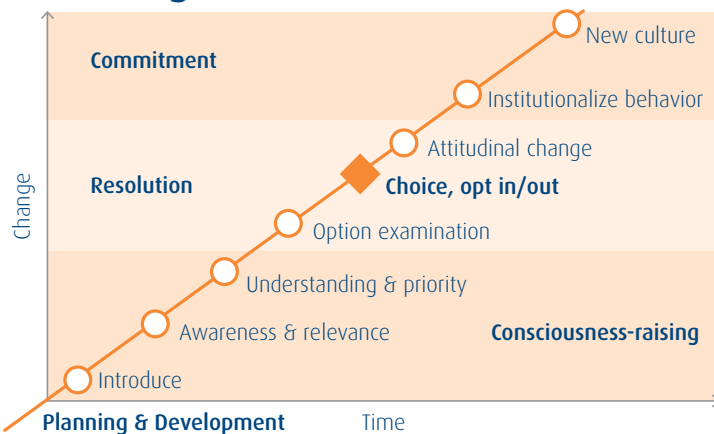 New culture
Commitment
Institutionalize behavior
Attitudinal change
Resolution
Choice, opt in/out
Change
Option examination
Understanding & priority
Awareness & relevance
Consciousness-raising
Introduce
Planning & Development
Time